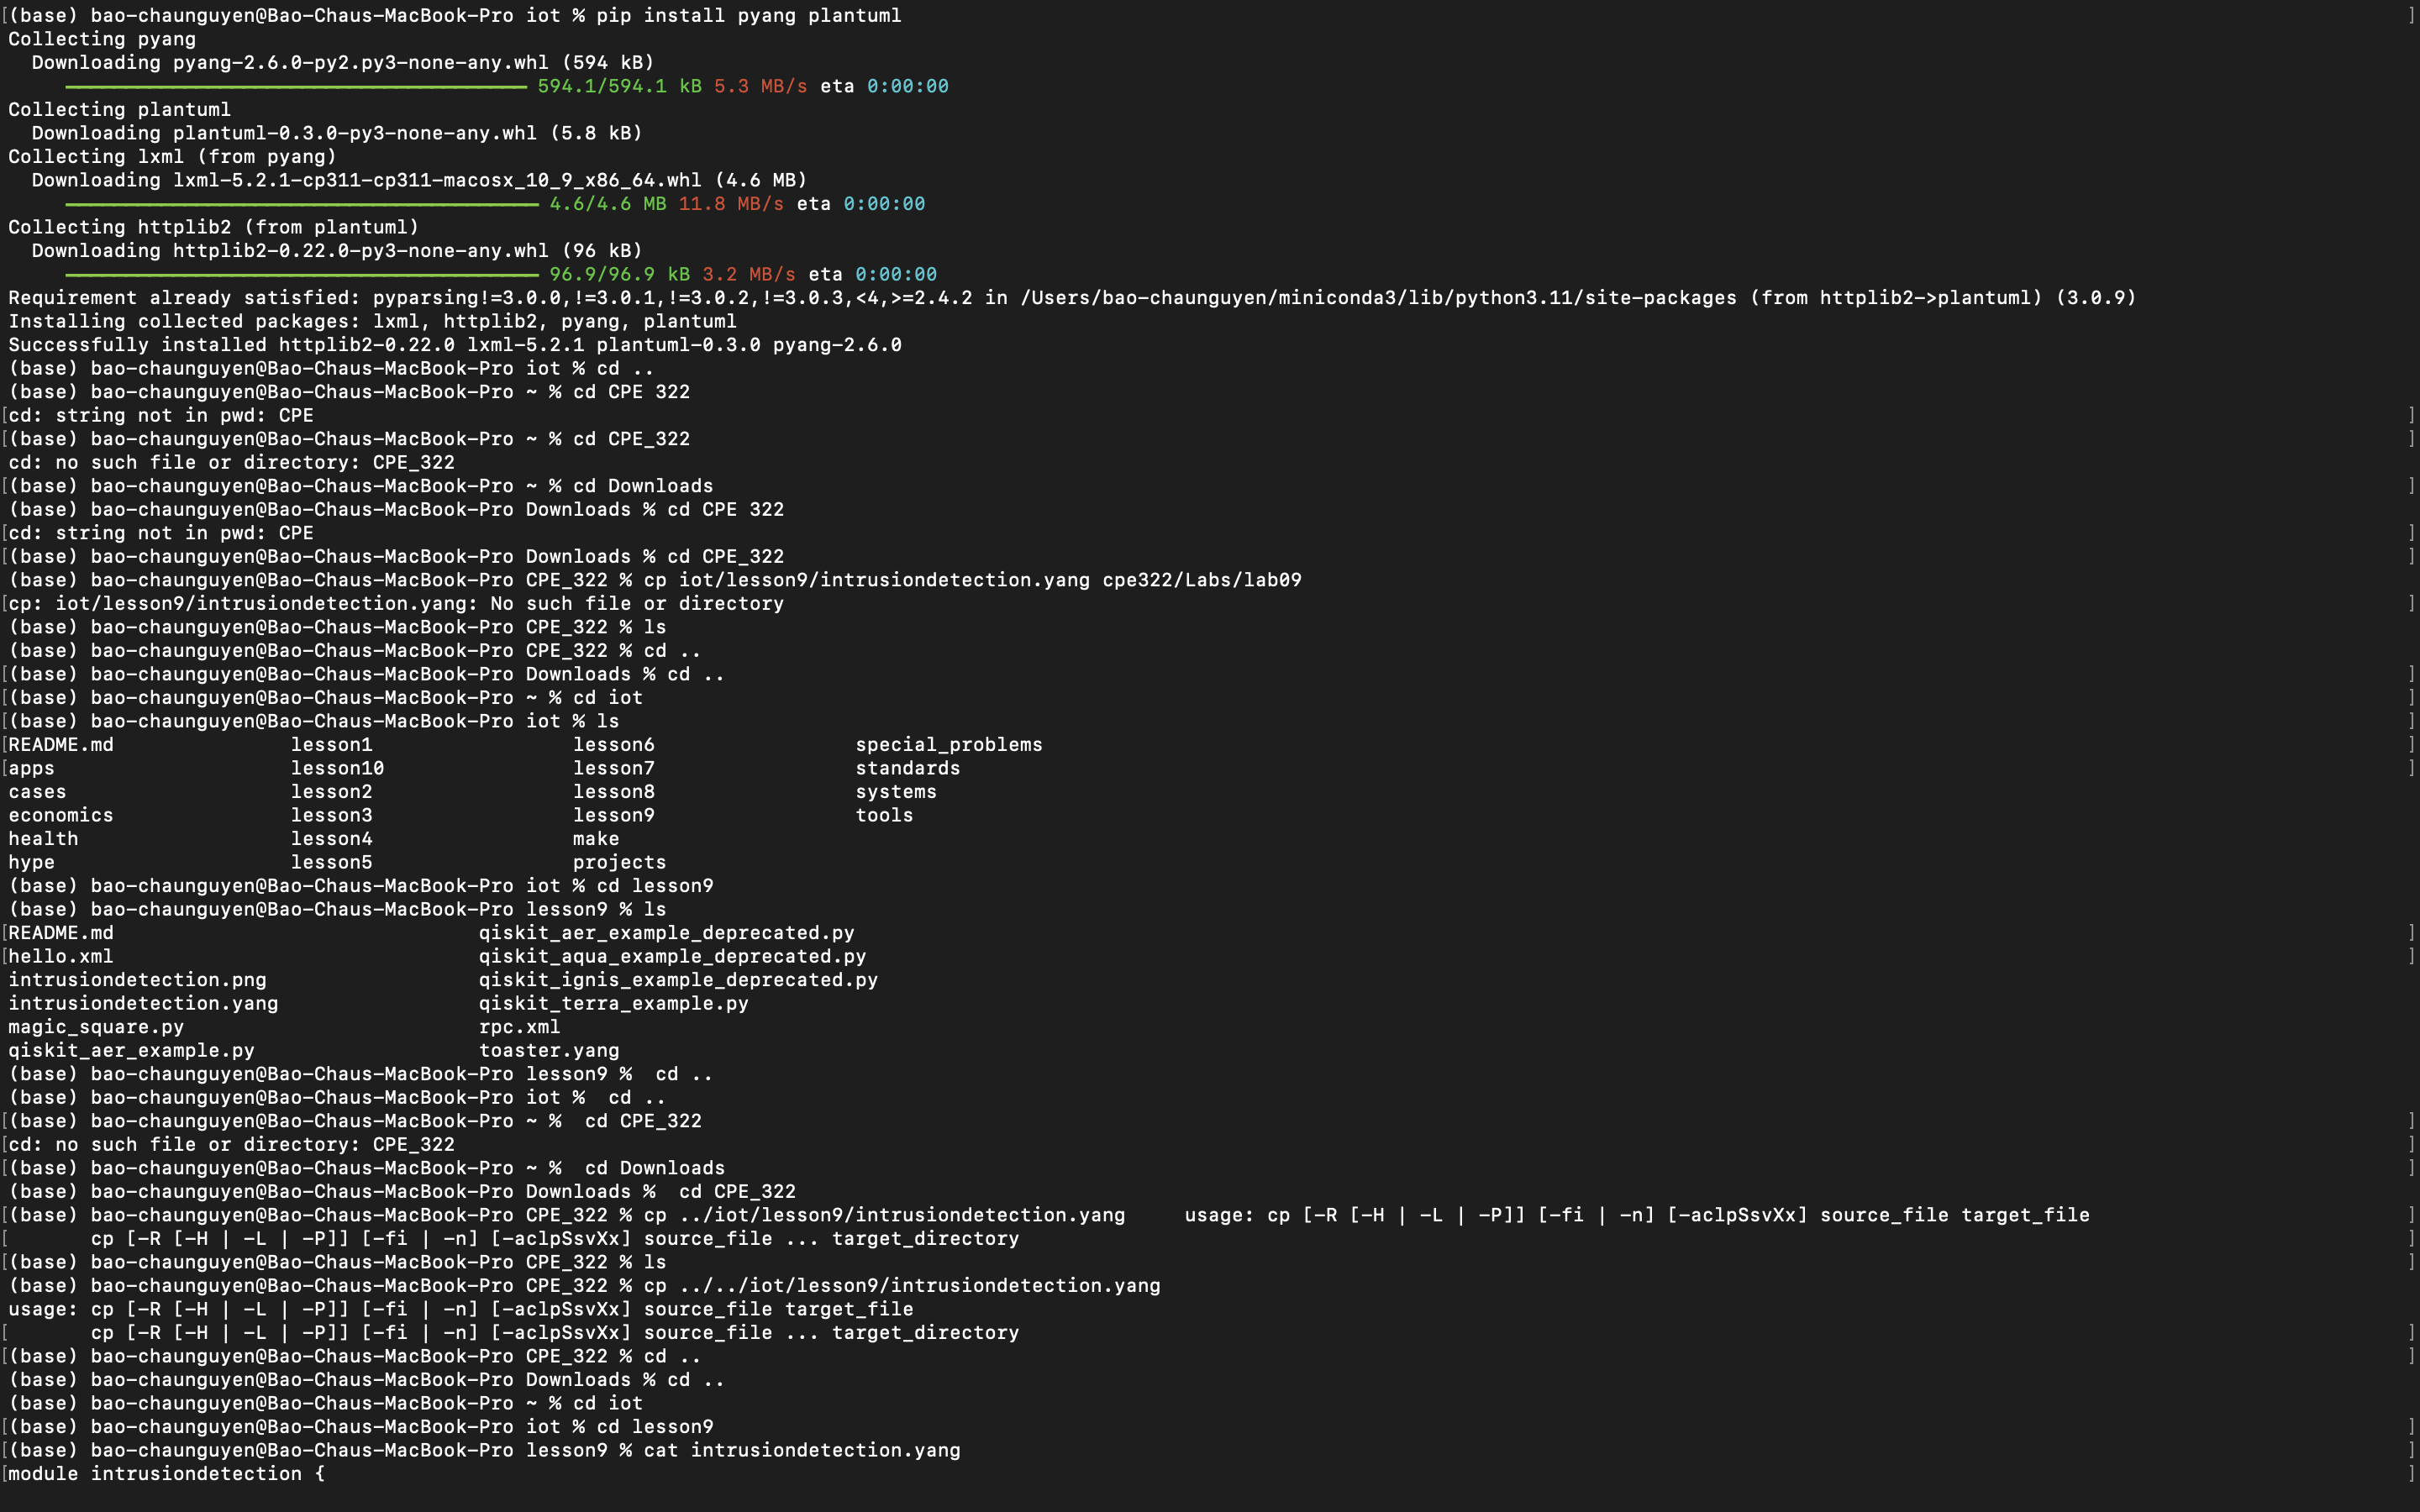 [(base) bao-chaunguyen@Bao-Chaus-MacBook-Pro iot % pip install pyang plantuml ]
Collecting pyang
  Downloading pyang-2.6.0-py2.py3-none-any.whl (594 kB)
     ━━━━━━━━━━━━━━━━━━━━━━━━━━━━━━━━━━━━━━━━ 594.1/594.1 kB 5.3 MB/s eta 0:00:00
Collecting plantuml
  Downloading plantuml-0.3.0-py3-none-any.whl (5.8 kB)
Collecting lxml (from pyang)
  Downloading lxml-5.2.1-cp311-cp311-macosx_10_9_x86_64.whl (4.6 MB)
     ━━━━━━━━━━━━━━━━━━━━━━━━━━━━━━━━━━━━━━━━ 4.6/4.6 MB 11.8 MB/s eta 0:00:00
Collecting httplib2 (from plantuml)
  Downloading httplib2-0.22.0-py3-none-any.whl (96 kB)
     ━━━━━━━━━━━━━━━━━━━━━━━━━━━━━━━━━━━━━━━━ 96.9/96.9 kB 3.2 MB/s eta 0:00:00
Requirement already satisfied: pyparsing!=3.0.0,!=3.0.1,!=3.0.2,!=3.0.3,<4,>=2.4.2 in /Users/bao-chaunguyen/miniconda3/lib/python3.11/site-packages (from httplib2->plantuml) (3.0.9)
Installing collected packages: lxml, httplib2, pyang, plantuml
Successfully installed httplib2-0.22.0 lxml-5.2.1 plantuml-0.3.0 pyang-2.6.0
(base) bao-chaunguyen@Bao-Chaus-MacBook-Pro iot % cd ..
(base) bao-chaunguyen@Bao-Chaus-MacBook-Pro ~ % cd CPE 322
[cd: string not in pwd: CPE ]
[(base) bao-chaunguyen@Bao-Chaus-MacBook-Pro ~ % cd CPE_322 ]
cd: no such file or directory: CPE_322
[(base) bao-chaunguyen@Bao-Chaus-MacBook-Pro ~ % cd Downloads ]
(base) bao-chaunguyen@Bao-Chaus-MacBook-Pro Downloads % cd CPE 322
[cd: string not in pwd: CPE ]
[(base) bao-chaunguyen@Bao-Chaus-MacBook-Pro Downloads % cd CPE_322 ]
(base) bao-chaunguyen@Bao-Chaus-MacBook-Pro CPE_322 % cp iot/lesson9/intrusiondetection.yang cpe322/Labs/lab09
[cp: iot/lesson9/intrusiondetection.yang: No such file or directory ]
(base) bao-chaunguyen@Bao-Chaus-MacBook-Pro CPE_322 % ls
(base) bao-chaunguyen@Bao-Chaus-MacBook-Pro CPE_322 % cd ..
[(base) bao-chaunguyen@Bao-Chaus-MacBook-Pro Downloads % cd .. ]
[(base) bao-chaunguyen@Bao-Chaus-MacBook-Pro ~ % cd iot ]
[(base) bao-chaunguyen@Bao-Chaus-MacBook-Pro iot % ls ]
[README.md               lesson1                 lesson6                 special_problems ]
[apps                    lesson10                lesson7                 standards ]
cases                   lesson2                 lesson8                 systems
economics               lesson3                 lesson9                 tools
health                  lesson4                 make
hype                    lesson5                 projects
(base) bao-chaunguyen@Bao-Chaus-MacBook-Pro iot % cd lesson9
(base) bao-chaunguyen@Bao-Chaus-MacBook-Pro lesson9 % ls
[README.md                               qiskit_aer_example_deprecated.py ]
[hello.xml                               qiskit_aqua_example_deprecated.py ]
intrusiondetection.png                  qiskit_ignis_example_deprecated.py
intrusiondetection.yang                 qiskit_terra_example.py
magic_square.py                         rpc.xml
qiskit_aer_example.py                   toaster.yang
(base) bao-chaunguyen@Bao-Chaus-MacBook-Pro lesson9 %  cd ..
(base) bao-chaunguyen@Bao-Chaus-MacBook-Pro iot %  cd ..
[(base) bao-chaunguyen@Bao-Chaus-MacBook-Pro ~ %  cd CPE_322 ]
[cd: no such file or directory: CPE_322 ]
[(base) bao-chaunguyen@Bao-Chaus-MacBook-Pro ~ %  cd Downloads ]
(base) bao-chaunguyen@Bao-Chaus-MacBook-Pro Downloads %  cd CPE_322
[(base) bao-chaunguyen@Bao-Chaus-MacBook-Pro CPE_322 % cp ../iot/lesson9/intrusiondetection.yang     usage: cp [-R [-H | -L | -P]] [-fi | -n] [-aclpSsvXx] source_file target_file ]
[       cp [-R [-H | -L | -P]] [-fi | -n] [-aclpSsvXx] source_file ... target_directory ]
[(base) bao-chaunguyen@Bao-Chaus-MacBook-Pro CPE_322 % ls ]
(base) bao-chaunguyen@Bao-Chaus-MacBook-Pro CPE_322 % cp ../../iot/lesson9/intrusiondetection.yang
usage: cp [-R [-H | -L | -P]] [-fi | -n] [-aclpSsvXx] source_file target_file
[       cp [-R [-H | -L | -P]] [-fi | -n] [-aclpSsvXx] source_file ... target_directory ]
[(base) bao-chaunguyen@Bao-Chaus-MacBook-Pro CPE_322 % cd .. ]
(base) bao-chaunguyen@Bao-Chaus-MacBook-Pro Downloads % cd ..
(base) bao-chaunguyen@Bao-Chaus-MacBook-Pro ~ % cd iot
[(base) bao-chaunguyen@Bao-Chaus-MacBook-Pro iot % cd lesson9 ]
[(base) bao-chaunguyen@Bao-Chaus-MacBook-Pro lesson9 % cat intrusiondetection.yang ]
[module intrusiondetection { ]